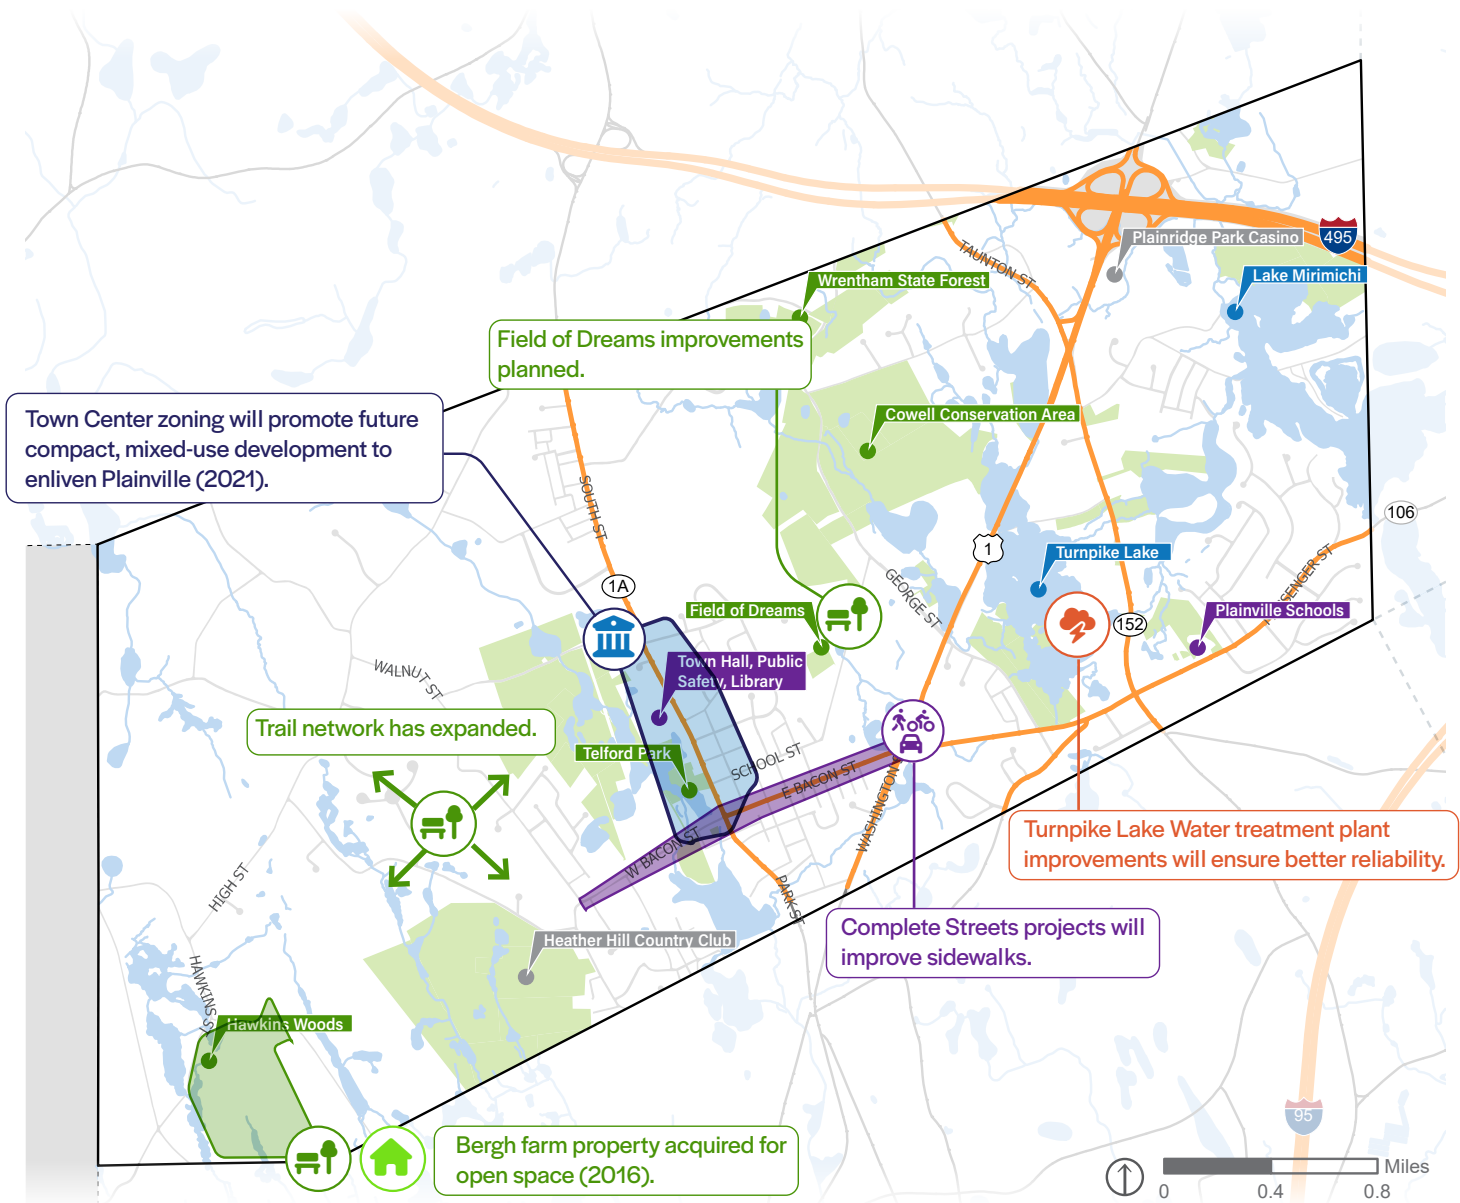 495
Plainridge Park Casino
TAUNTON ST
Lake Mirimichi
Wrentham State Forest
Field of Dreams improvements
planned.
Town Center zoning will promote future
compact, mixed-use development to
enliven Plainville (2021).
Cowell Conservation Area
SOUTH ST
106
1
Turnpike Lake
SENGER ST
1A
GEORGE ST
Field of Dreams
152
Plainville Schools
Town Hall, Public
Safety, Library
WALNUT ST
Trail network has expanded.
Telford Park
SCHOOL ST
E BACON ST
WASHINGTON
W BACON ST
Turnpike Lake Water treatment plant
improvements will ensure better reliability.
HIGH ST
PARK ST
Complete Streets projects will
improve sidewalks.
Heather Hill Country Club
HAWKINS ST
Hawkins Woods
95
Bergh farm property acquired for
open space (2016).
Miles
0
0.4
0.8